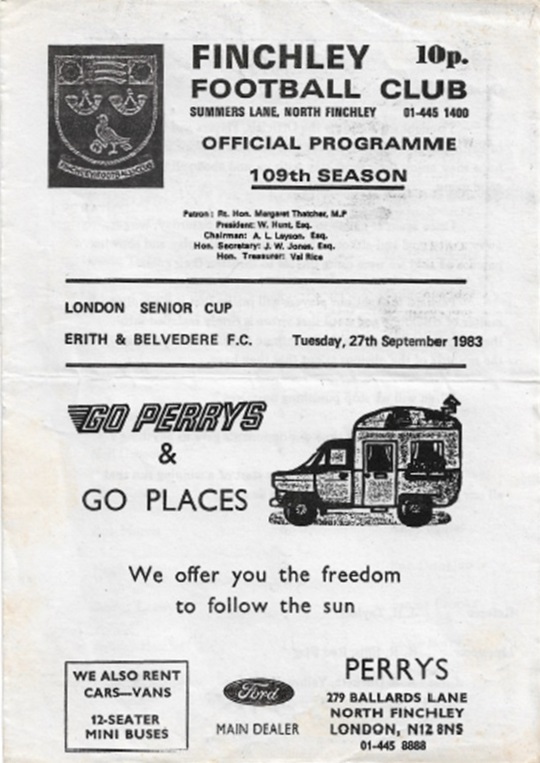 FINCHLEY 10p.
FOOTBALL CLUB
SUMMERS LANE, NORTH FINCHLEY 01-445 1400
OFFICIAL PROGRAMME
109th SEASON
Patron: Rt. Hon. Margaret Thatcher, M.P
President: W. Hunt, Esq.
Chairman: A. L. Layson, Esq.
Hon. Secretary: J. W. Jones, Esq.
Hon. Treasurer: Val Rice
LONDON SENIOR CUP
ERITH & BELVEDERE F.C. Tuesday, 27th September 1983
GO PERRYS
&
GO PLACES
We offer you the freedom
to follow the sun
WE ALSO RENT
CARS—VANS
12-SEATER
MINI BUSES
Ford
MAIN DEALER
PERRYS
279 BALLARDS LANE
NORTH FINCHLEY
LONDON, N12 8NS
01-445 8888